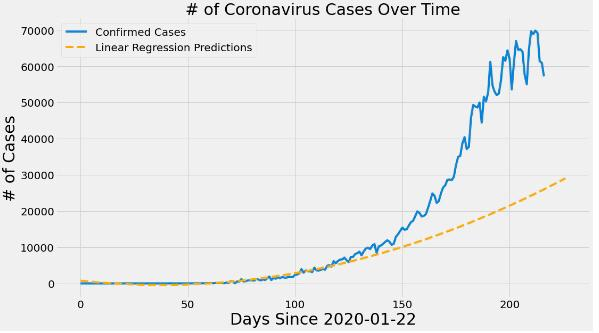 # of Coronavirus Cases Over Time
Confirmed Cases
Linear Regression Predictions
# of Cases
70000
60000
50000
40000
30000
20000
10000
0
0 50 100 150 200
Days Since 2020-01-22